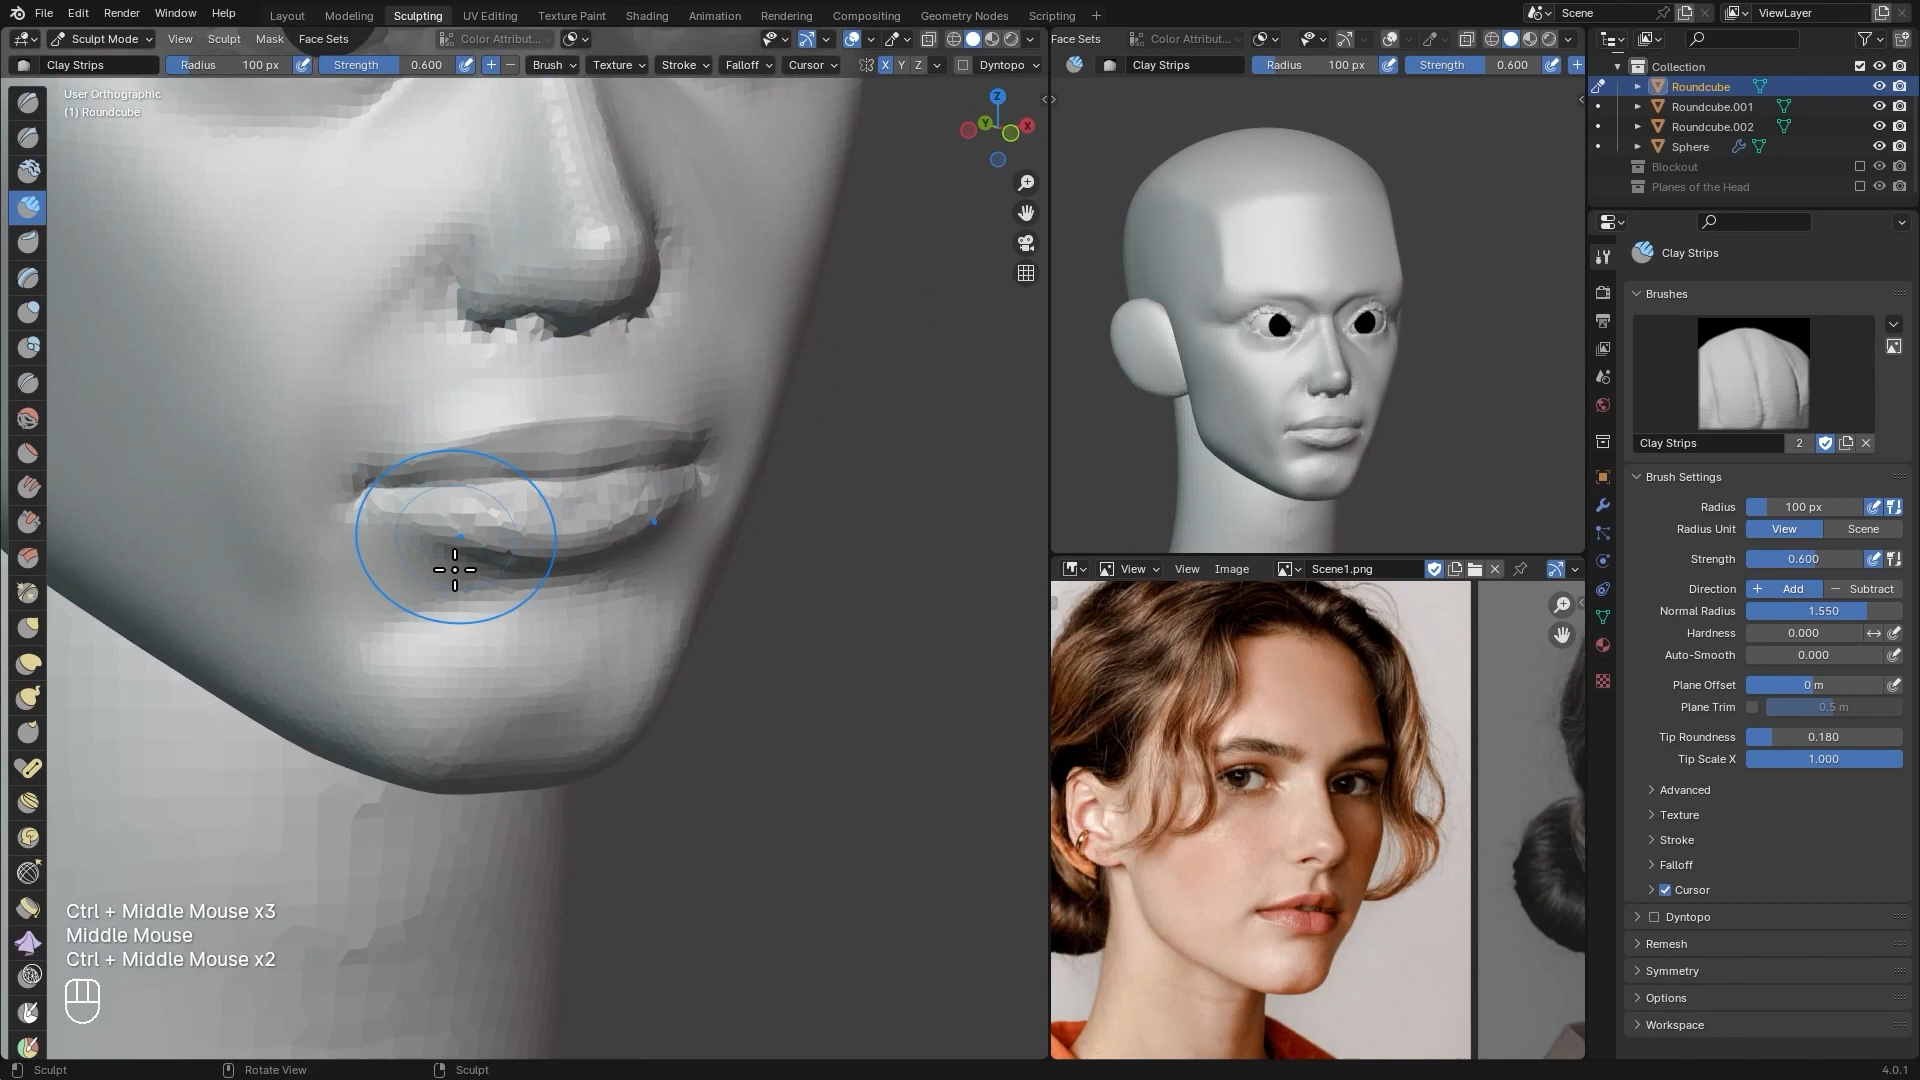 File Edit Render Window Help Layout Modeling Sculpting UV Editing Texture Paint Shading Animation Rendering Compositing Geometry Nodes Scripting + Scene ViewLayer
Sculpt Mode View Sculpt Mask Face Sets Color Attribut...
Clay Strips Radius 100 px Strength 0.600 Brush Texture Stroke Falloff Cursor X Y Z Dyntopo
User Orthographic
(1) Roundcube
Z
Y
X
Ctrl + Middle Mouse x3
Middle Mouse
Ctrl + Middle Mouse x2
Face Sets Color Attribut...
Clay Strips Radius 100 px Strength 0.600
View View Image Scene1.png
Collection
Roundcube
Roundcube.001
Roundcube.002
Sphere
Blockout
Planes of the Head
Clay Strips
Brushes
Clay Strips 2
Brush Settings
Radius 100 px
Radius Unit View Scene
Strength 0.600
Direction + Add − Subtract
Normal Radius 1.550
Hardness 0.000
Auto-Smooth 0.000
Plane Offset 0 m
Plane Trim 0.5 m
Tip Roundness 0.180
Tip Scale X 1.000
Advanced
Texture
Stroke
Falloff
Cursor
Dyntopo
Remesh
Symmetry
Options
Workspace
Sculpt Rotate View Sculpt 4.0.1